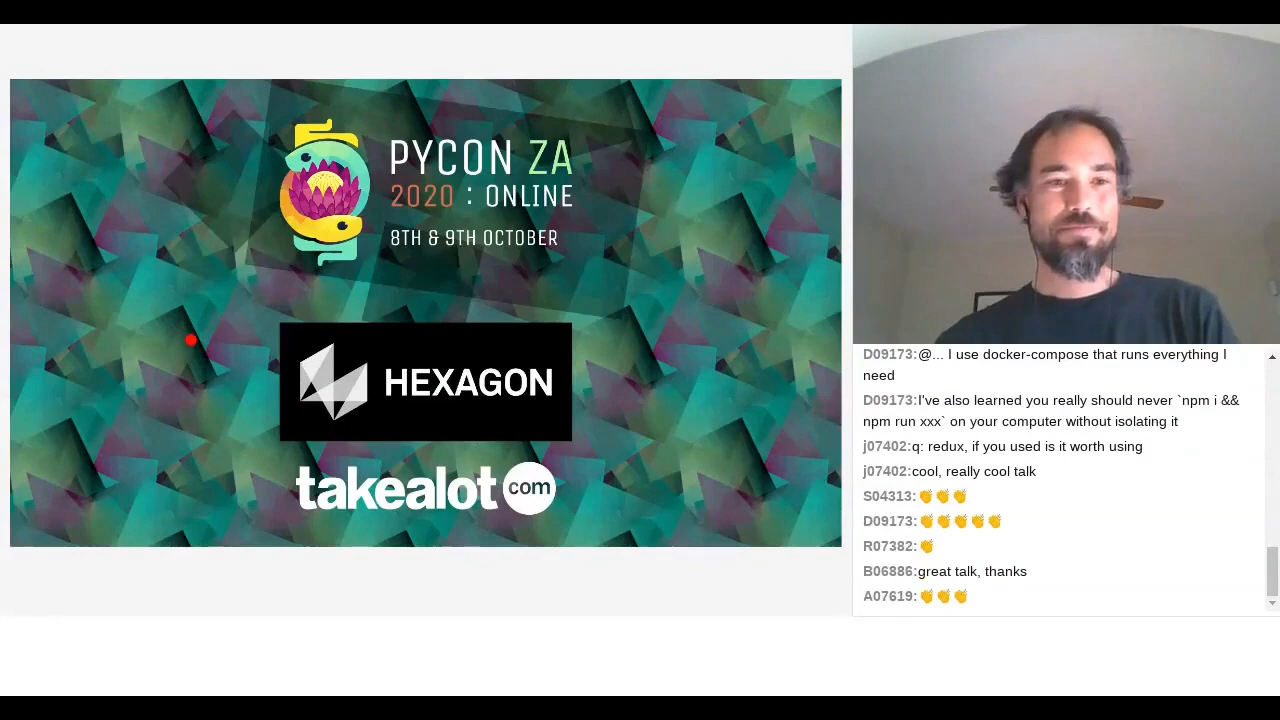 PYCON ZA
2020 : ONLINE
8TH & 9TH OCTOBER
HEXAGON
takealot com
D09173:@... I use docker-compose that runs everything I
need
D09173:I've also learned you really should never `npm i &&
npm run xxx` on your computer without isolating it
j07402:q: redux, if you used is it worth using
j07402:cool, really cool talk
S04313:👏👏👏
D09173:👏👏👏👏👏
R07382:👏
B06886:great talk, thanks
A07619:👏👏👏